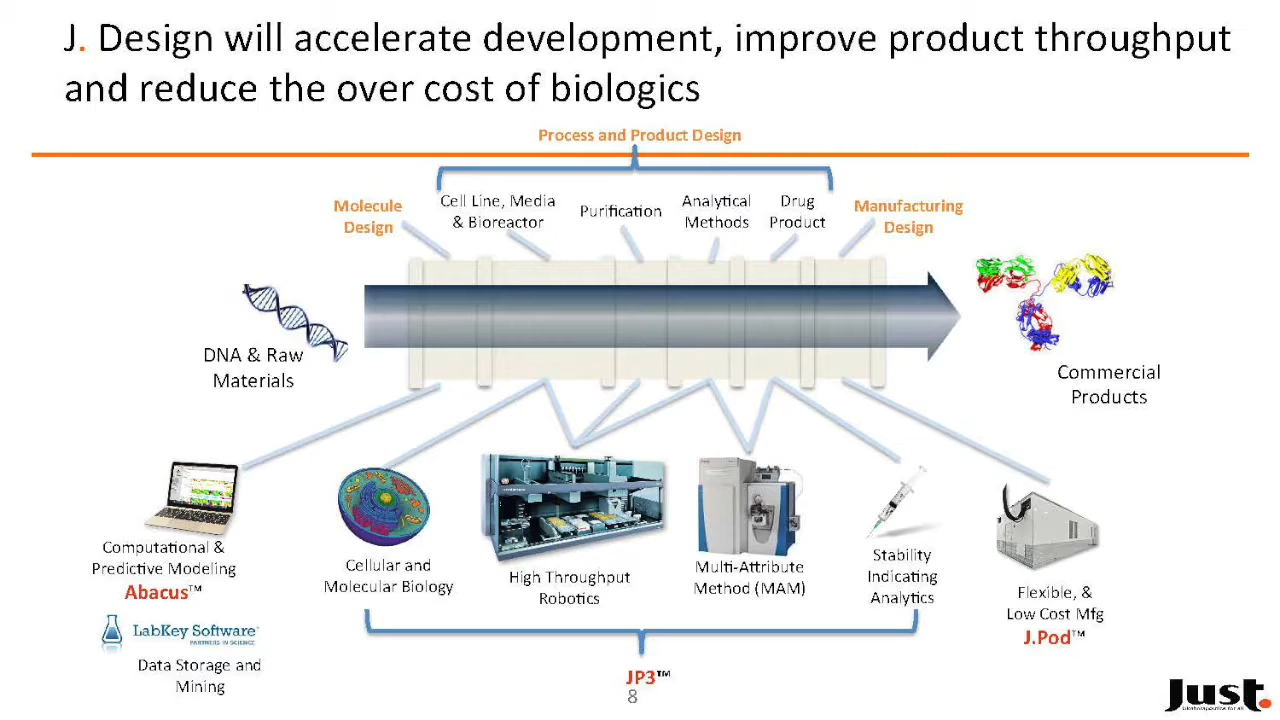 J. Design will accelerate development, improve product throughput
and reduce the over cost of biologics
Process and Product Design
Molecule
Design
Cell Line, Media
& Bioreactor
Purification
Analytical
Methods
Drug
Product
Manufacturing
Design
DNA & Raw
Materials
Commercial
Products
Computational &
Predictive Modeling
Abacus™
LabKey Software
PARTNERS IN SCIENCE
Data Storage and
Mining
Cellular and
Molecular Biology
High Throughput
Robotics
Multi-Attribute
Method (MAM)
Stability
Indicating
Analytics
Flexible, &
Low Cost Mfg
J.Pod™
JP3™
8
Just.